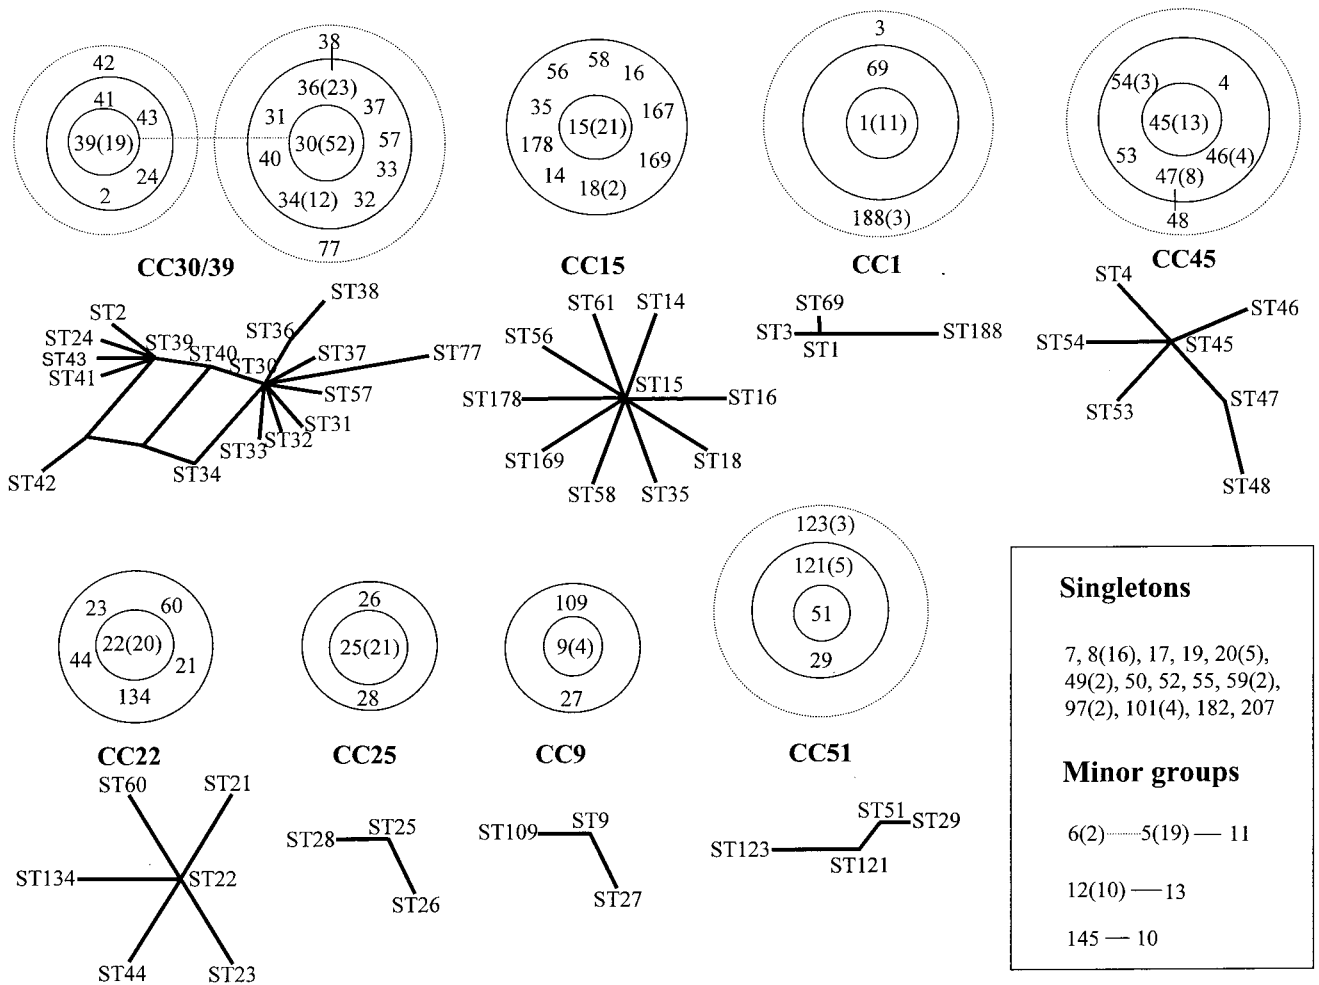 42
41
43
39(19)
24
2
38
36(23)
37
31
57
30(52)
40
33
34(12)
32
77
CC30/39
58
56
16
35
167
15(21)
178
169
14
18(2)
CC15
3
69
1(11)
188(3)
CC1
54(3)
4
45(13)
53
46(4)
47(8)
48
CC45
ST38
ST2
ST36
ST24
ST39
ST43
ST40
ST30
ST37
ST77
ST41
ST57
ST31
ST33
ST32
ST34
ST42
ST61
ST14
ST56
ST15
ST178
ST16
ST169
ST18
ST58
ST35
ST69
ST3
ST188
ST1
ST4
ST46
ST54
ST45
ST53
ST47
ST48
23
60
22(20)
44
21
134
CC22
26
25(21)
28
CC25
109
9(4)
27
CC9
123(3)
121(5)
51
29
CC51
ST60
ST21
ST134
ST22
ST44
ST23
ST28
ST25
ST26
ST109
ST9
ST27
ST51
ST29
ST123
ST121
Singletons
7, 8(16), 17, 19, 20(5),
49(2), 50, 52, 55, 59(2),
97(2), 101(4), 182, 207
Minor groups
6(2) 5(19) — 11
12(10) — 13
145 — 10